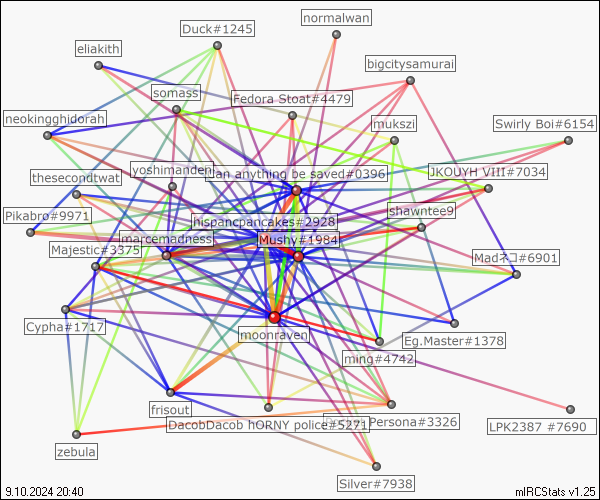 normalwan
Duck#1245
eliakith
bigcitysamurai
somass
Fedora Stoat#4479
neokingghidorah
mukszi
Swirly Boi#6154
yoshimanden
an anything be saved#0396
JKOUYH VIII#7034
thesecondtwat
Pikabro#9971
hispancpancakes#2928
shawntee9
marcemadness
Mushy#1984
Majestic#3375
Madネコ#6901
Cypha#1717
moonraven
Eg.Master#1378
ming#4742
frisout
DacobDacob hORNY police#5271
Persona#3326
LPK2387 #7690
zebula
Silver#7938
9.10.2024 20:40
mIRCStats v1.25